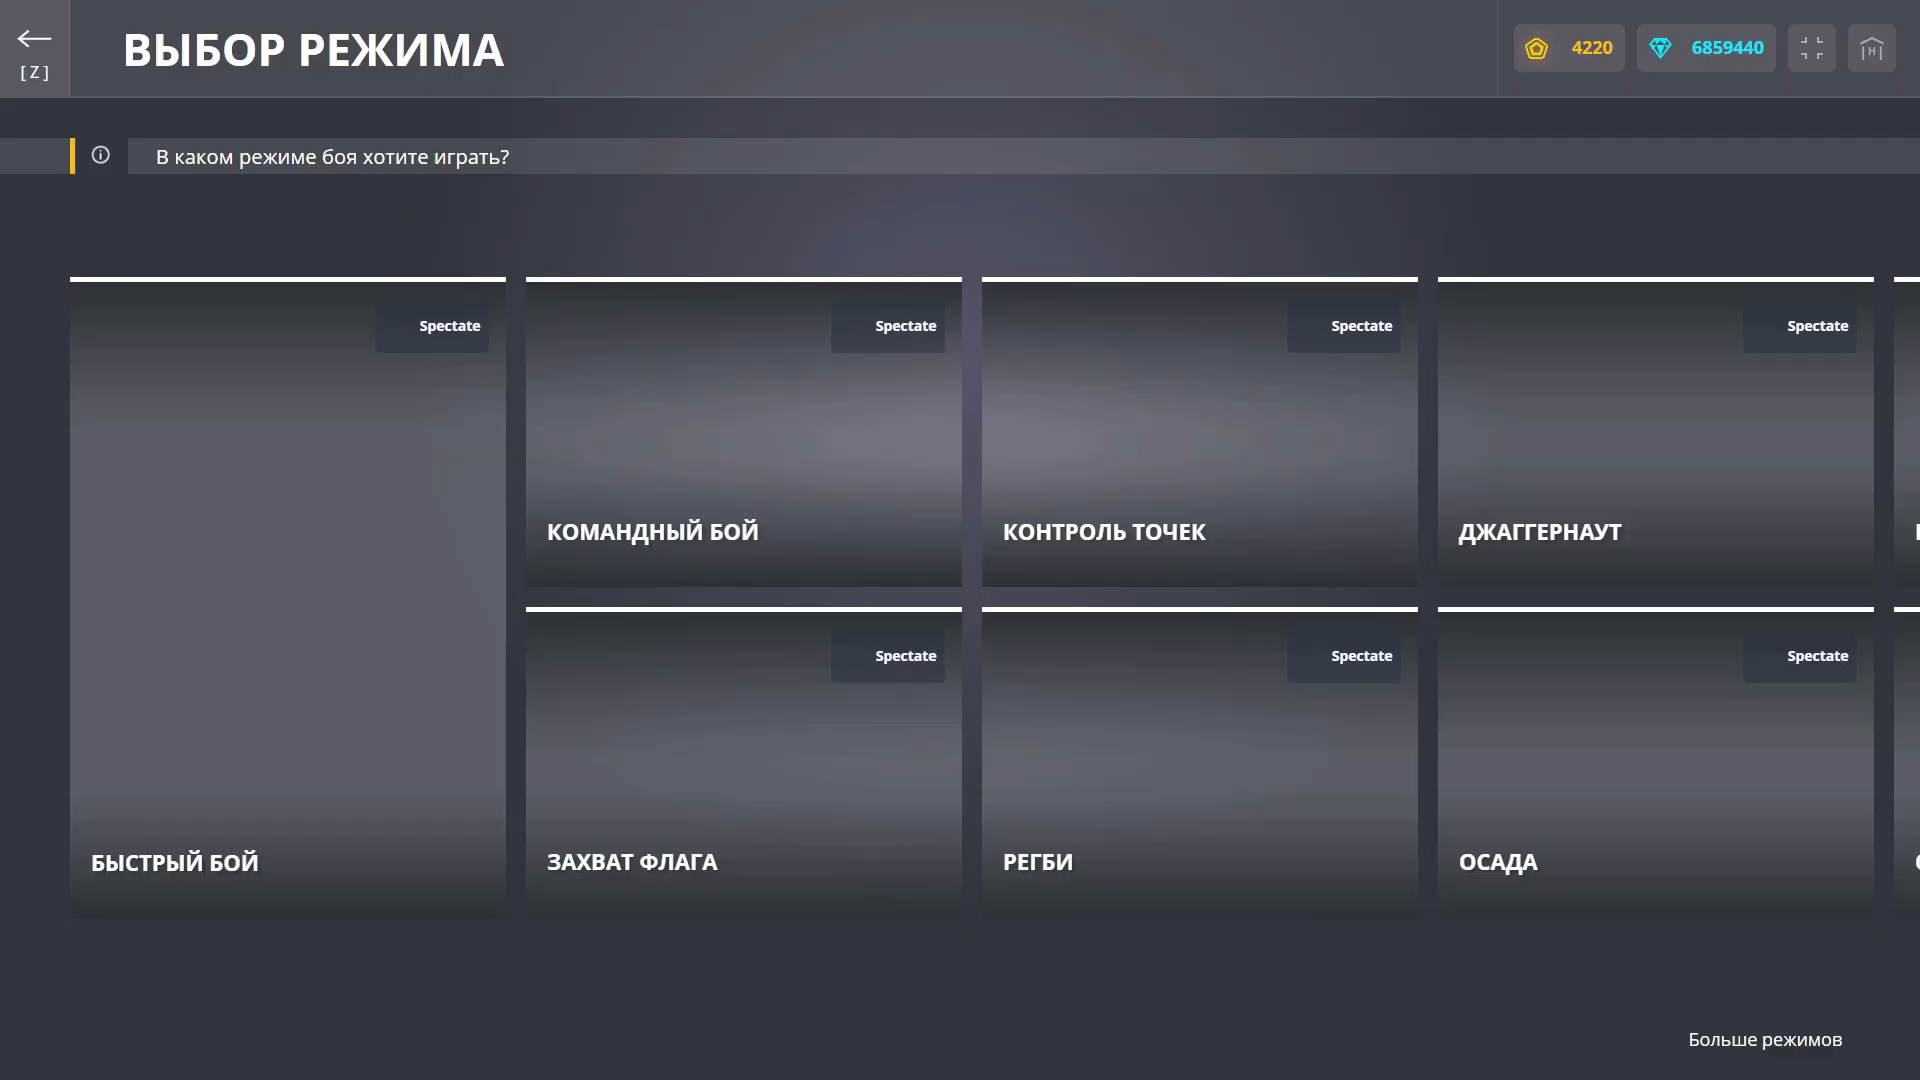 [Z]
ВЫБОР РЕЖИМА
4220
6859440
[H]
В каком режиме боя хотите играть?
Spectate
Spectate
Spectate
Spectate
КОМАНДНЫЙ БОЙ
КОНТРОЛЬ ТОЧЕК
ДЖАГГЕРНАУТ
Spectate
Spectate
Spectate
БЫСТРЫЙ БОЙ
ЗАХВАТ ФЛАГА
РЕГБИ
ОСАДА
Больше режимов